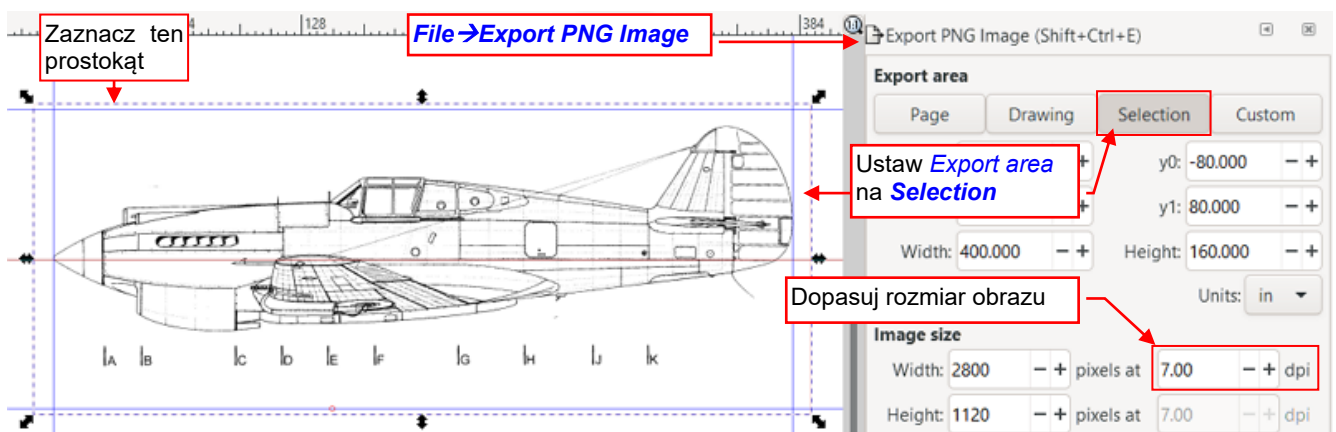 128
384
1:1
Zaznacz ten
prostokąt
File→Export PNG Image
Export PNG Image (Shift+Ctrl+E)
Export area
Page Drawing Selection Custom
Ustaw Export area
na Selection
+ y0: -80.000 − +
+ y1: 80.000 − +
Width: 400.000 − + Height: 160.000 − +
Units: in
Dopasuj rozmiar obrazu
Image size
Width: 2800 − + pixels at 7.00 − + dpi
Height: 1120 − + pixels at 7.00 − + dpi
A B C D E F G H J K